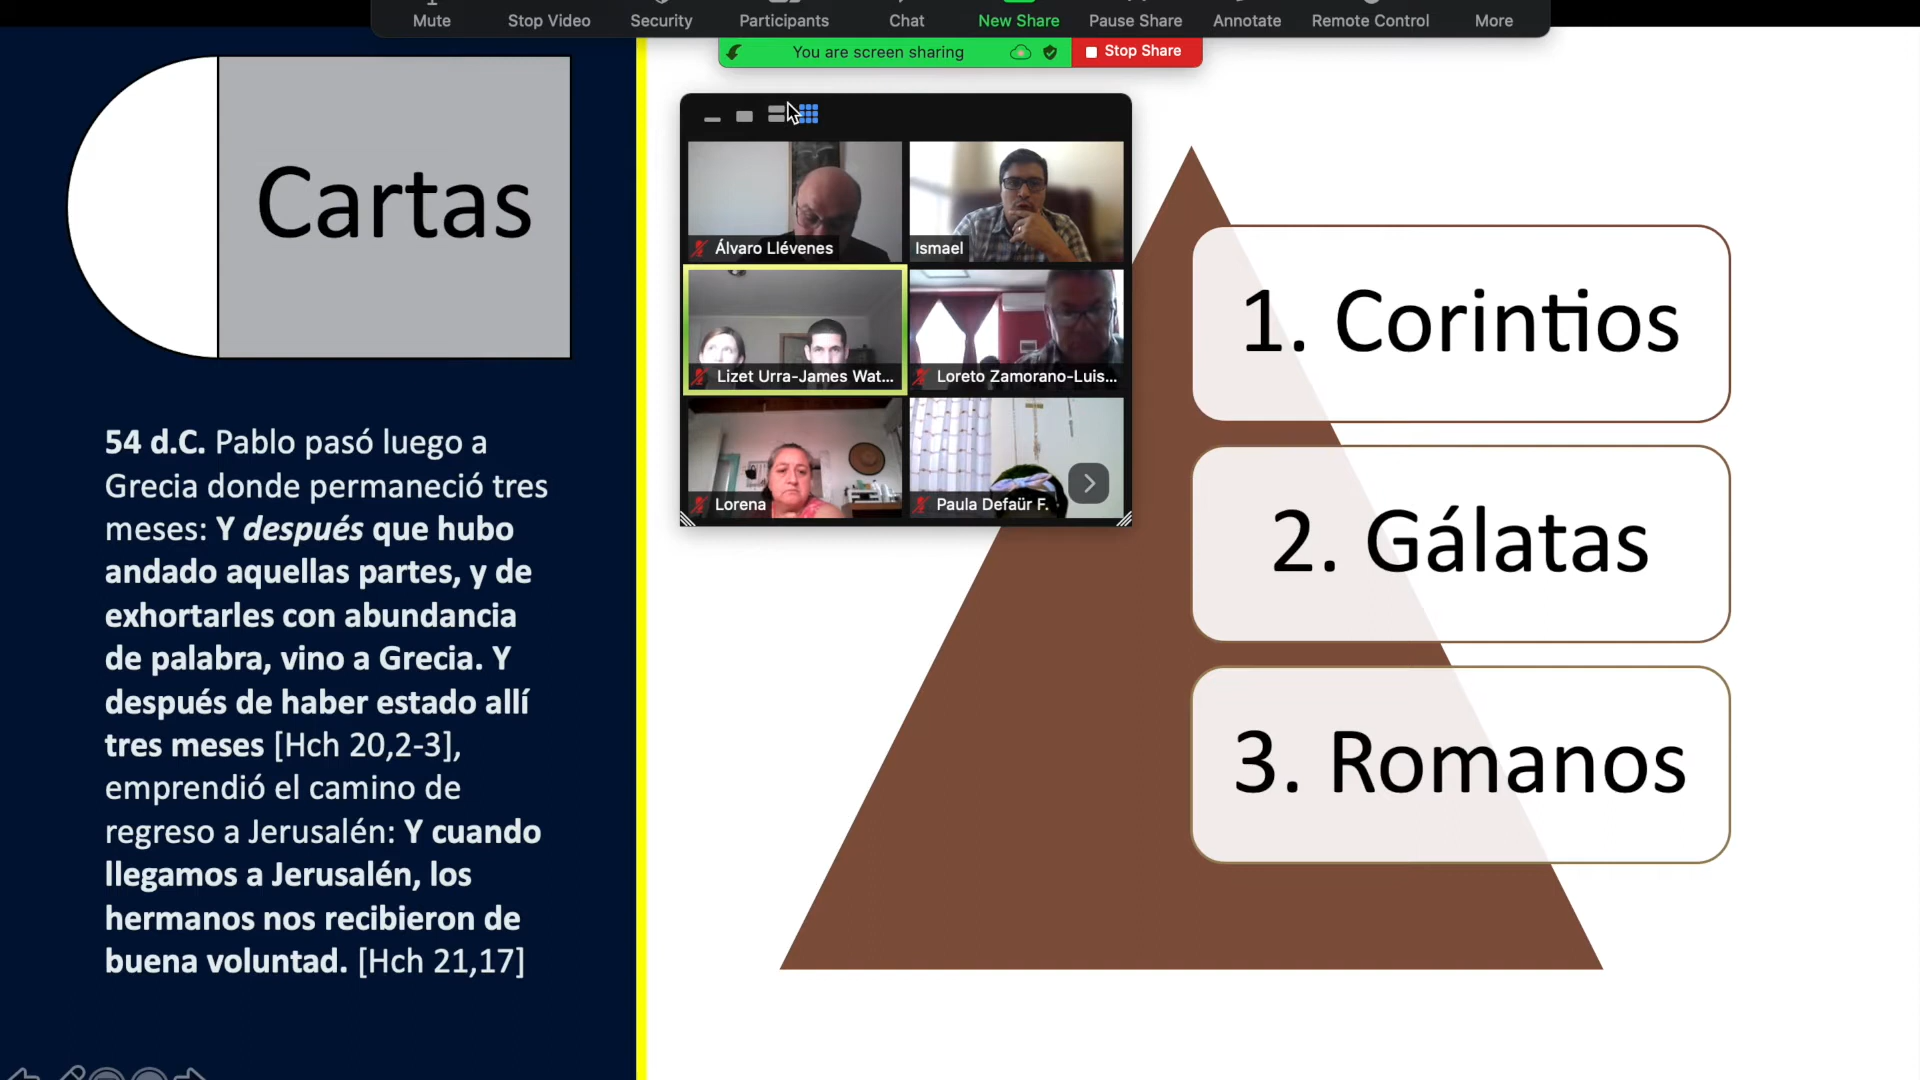 Mute
Stop Video
Security
Participants
Chat
New Share
Pause Share
Annotate
Remote Control
More
You are screen sharing
Stop Share
Cartas
54 d.C. Pablo pasó luego a
Grecia donde permaneció tres
meses: Y después que hubo
andado aquellas partes, y de
exhortarles con abundancia
de palabra, vino a Grecia. Y
después de haber estado allí
tres meses [Hch 20,2-3],
emprendió el camino de
regreso a Jerusalén: Y cuando
llegamos a Jerusalén, los
hermanos nos recibieron de
buena voluntad. [Hch 21,17]
Álvaro Llévenes
Ismael
Lizet Urra-James Wat...
Loreto Zamorano-Luis...
Lorena
Paula Defaür F.
1. Corintios
2. Gálatas
3. Romanos